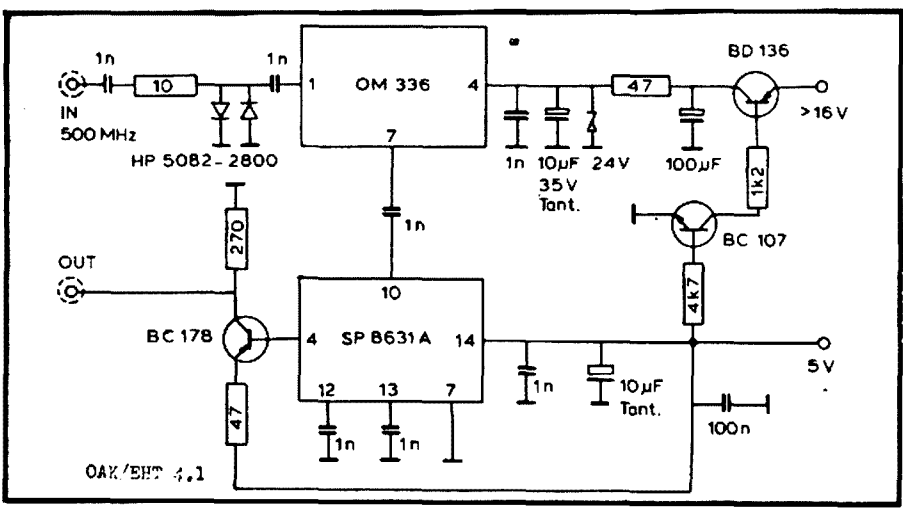 1n
10
1n
1
OM 336
4
7
47
BD 136
IN
500 MHz
HP 5082-2800
1n
10µF
35V
Tant.
24V
100µF
>16V
1k2
270
1n
BC 107
OUT
4k7
10
BC 178
4
SP 8631A
14
12
13
7
5V
47
1n
1n
1n
10µF
Tant.
100n
OAK/EHT 4.1